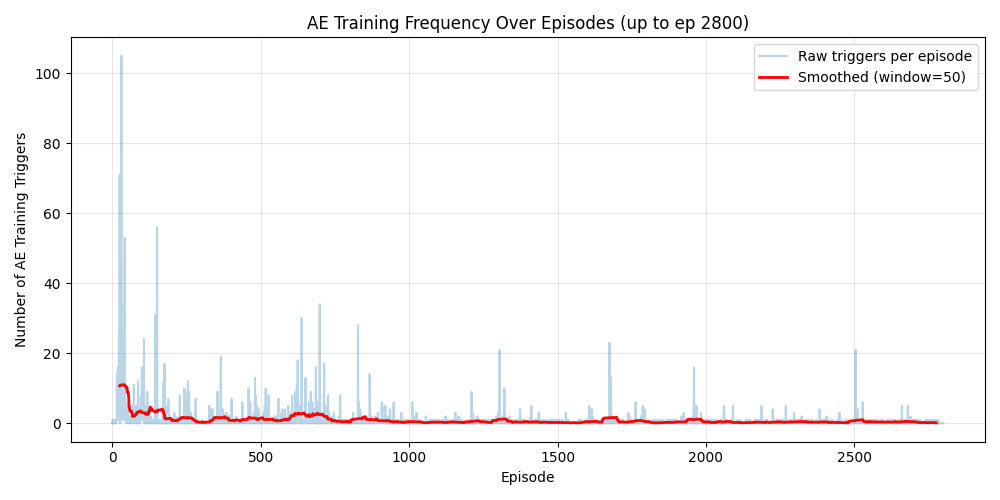 AE Training Frequency Over Episodes (up to ep 2800)
Raw triggers per episode
Smoothed (window=50)
Number of AE Training Triggers
100
80
60
40
20
0
0 500 1000 1500 2000 2500
Episode